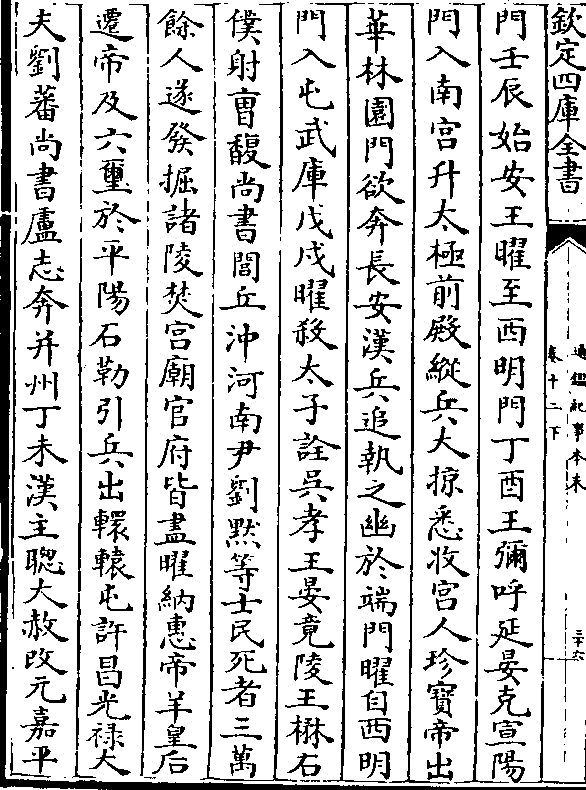 欽定四庫全書
通鑑紀事本末
卷十二下
三十六
門壬辰始安王曜至西明門丁酉王彌呼延晏克宣陽
門入南宫升太極前殿縱兵大掠悉收宫人珍寶帝出
華林園門欲奔長安漢兵追執之幽於端門曜自西明
門入屯武庫戊戌曜殺太子詮吳孝王晏竟陵王楙右
僕射曹馥尚書閭丘沖河南尹劉默等士民死者三萬
餘人遂發掘諸陵焚宫廟官府皆盡曜納惠帝羊皇后
遷帝及六璽於平陽石勒引兵出轘轅屯許昌光禄大
夫劉蕃尚書盧志奔并州丁未漢主聰大赦改元嘉平